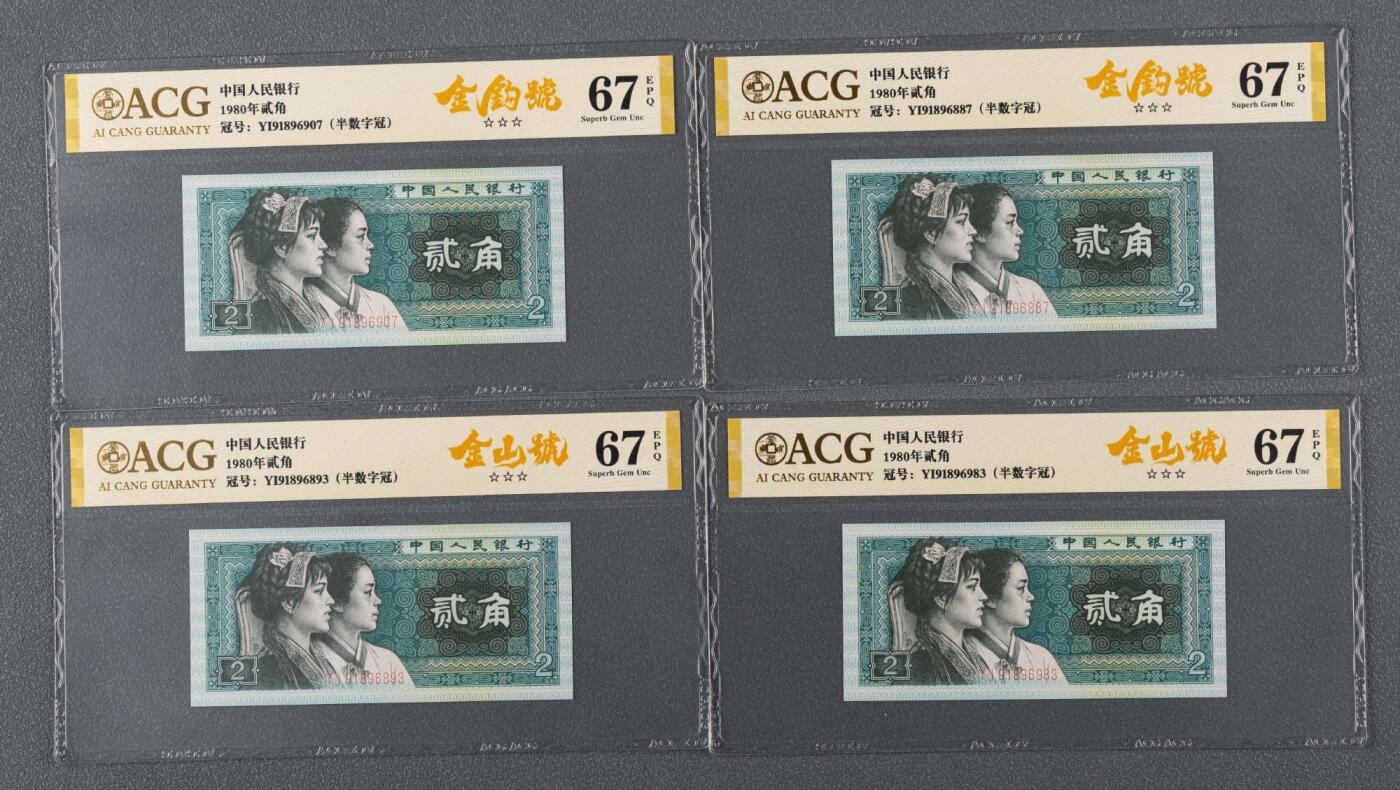 ACG
AI CANG GUARANTY
中国人民银行
1980年贰角
冠号：YI91896907（半数字冠）
金钩號
☆☆☆
67
EPQ
Superb Gem Unc
中国人民银行
贰角
2
2
YI91896907
ACG
AI CANG GUARANTY
中国人民银行
1980年贰角
冠号：YI91896887（半数字冠）
金钩號
☆☆☆
67
EPQ
Superb Gem Unc
中国人民银行
贰角
2
2
YI91896887
ACG
AI CANG GUARANTY
中国人民银行
1980年贰角
冠号：YI91896893（半数字冠）
金山號
☆☆☆
67
EPQ
Superb Gem Unc
中国人民银行
贰角
2
2
YI91896893
ACG
AI CANG GUARANTY
中国人民银行
1980年贰角
冠号：YI91896983（半数字冠）
金山號
☆☆☆
67
EPQ
Superb Gem Unc
中国人民银行
贰角
2
2
YI91896983